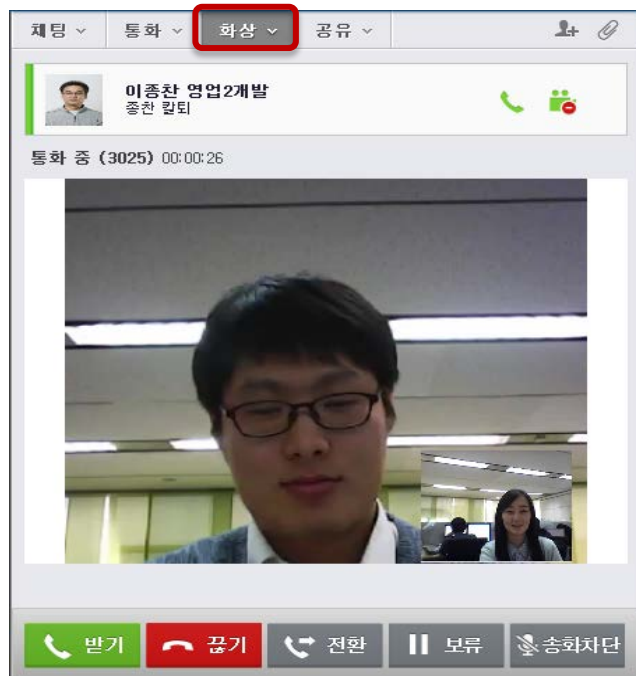 채팅 통화 화상 공유
이종찬 영업2개발
종찬 칼퇴
통화 중 (3025) 00:00:26
받기 끊기 전환 보류 송화차단